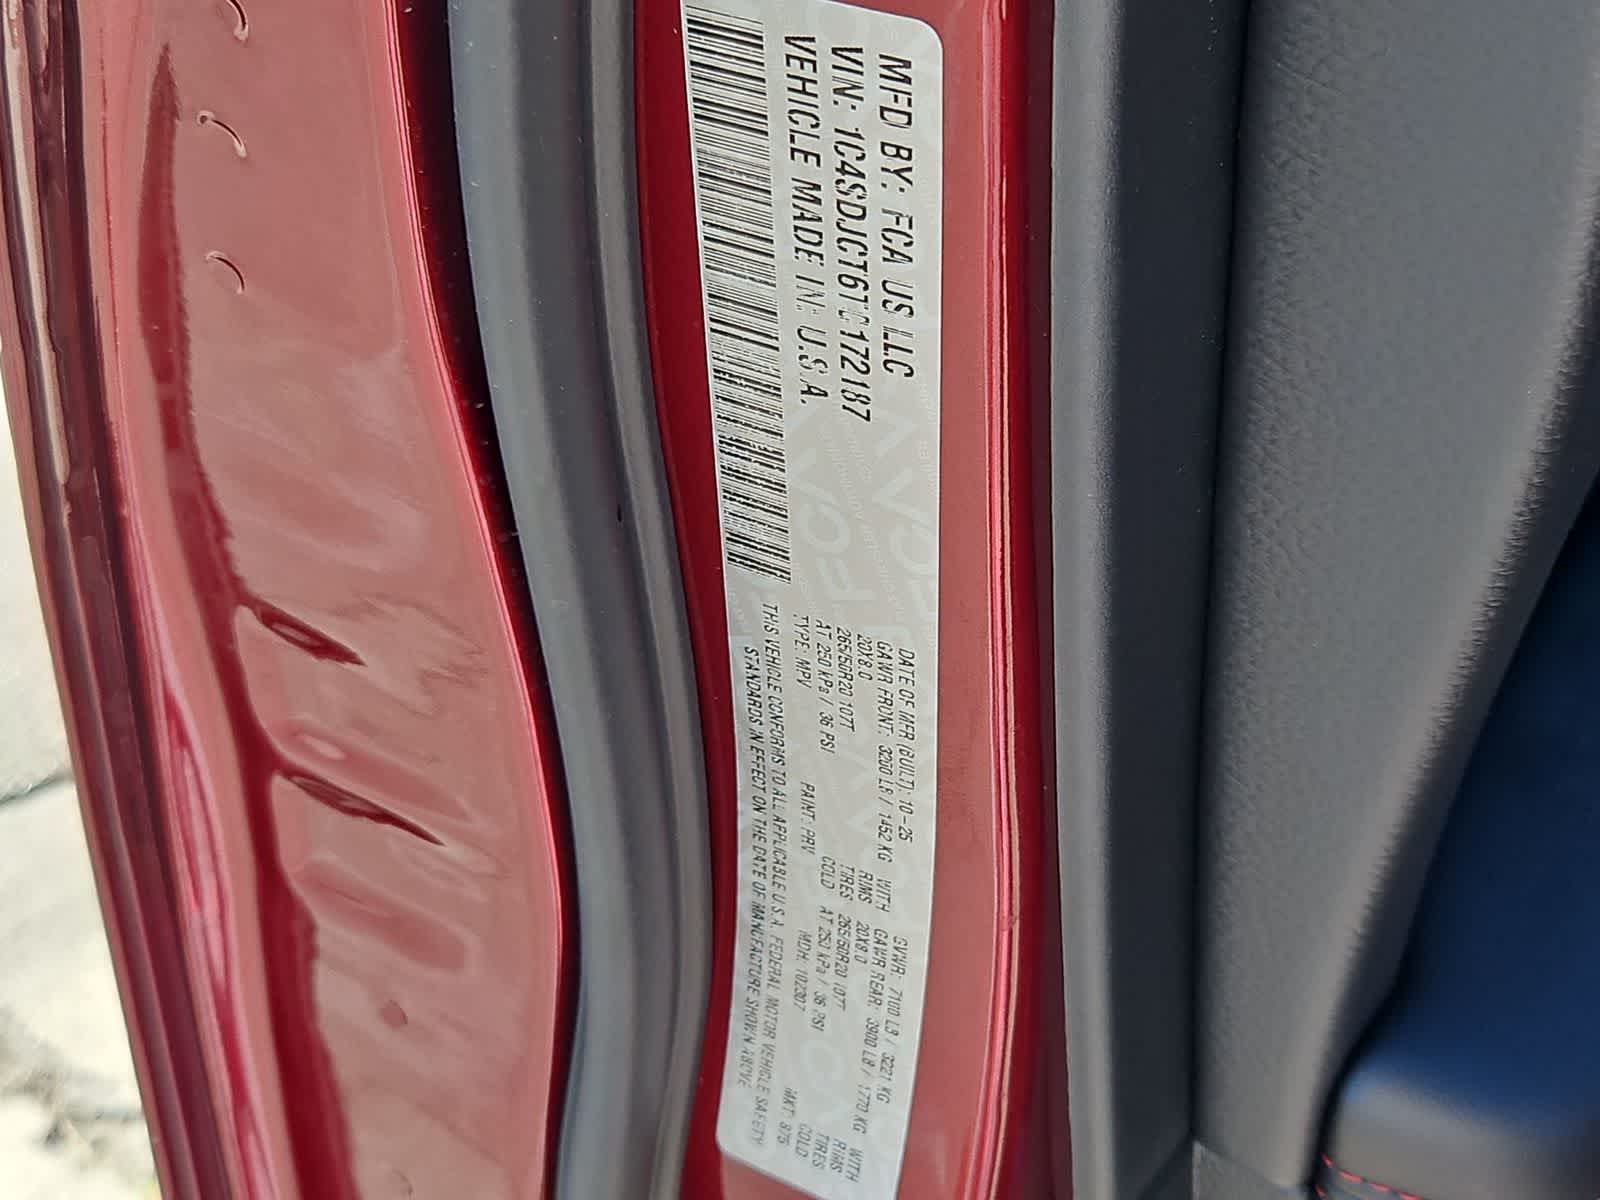 MFD BY: FCA US LLC
VIN: 1C4SDJCT6TC172187
VEHICLE MADE IN: U.S.A.
DATE OF MFR (BUILT): 10-25 GVWR: 7100 LB / 3221 KG
GAWR FRONT: 3200 LB / 1452 KG WITH GAWR REAR: 3900 LB / 1770 KG WITH
20X8.0 RIMS 20X8.0 RIMS
265/50R20 107T TIRES 265/50R20 107T TIRES
AT 250 kPa / 36 PSI COLD AT 250 kPa / 36 PSI COLD
TYPE: MPV PAINT: PRV MDH: 102307 MKT:
THIS VEHICLE CONFORMS TO ALL APPLICABLE U.S.A. FEDERAL MOTOR VEHICLE SAFETY
STANDARDS IN EFFECT ON THE DATE OF MANUFACTURE SHOWN ABOVE